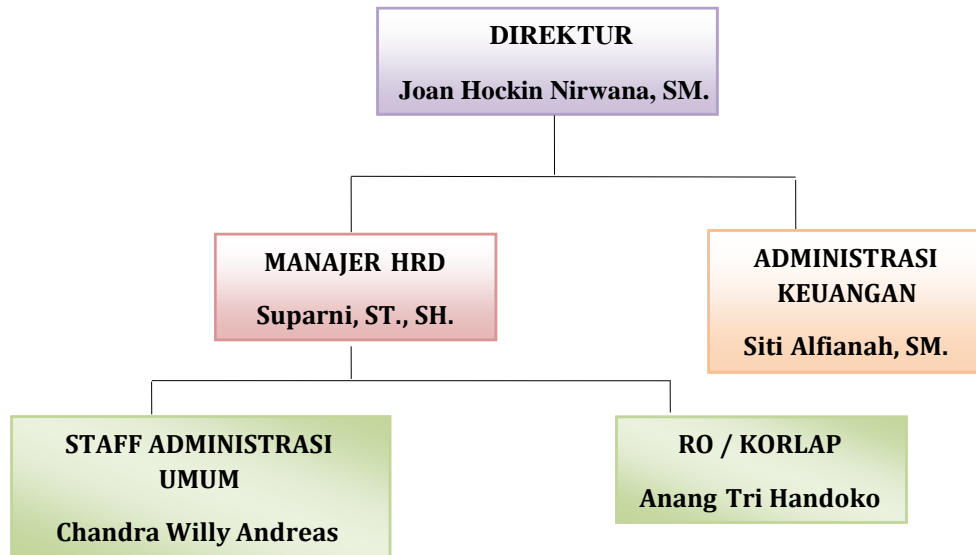 DIREKTUR
Joan Hockin Nirwana, SM.
MANAJER HRD
Suparni, ST., SH.
ADMINISTRASI
KEUANGAN
Siti Alfianah, SM.
STAFF ADMINISTRASI
UMUM
Chandra Willy Andreas
RO / KORLAP
Anang Tri Handoko